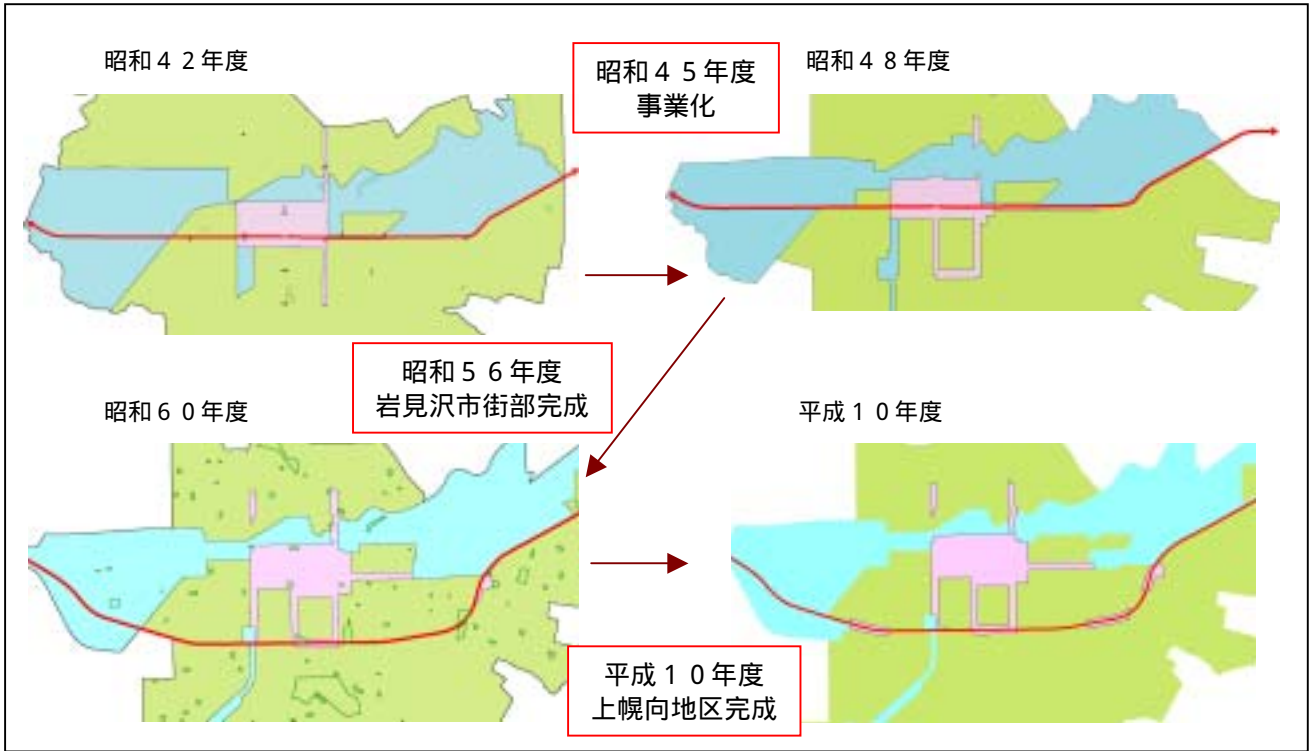 昭和４２年度
昭和４５年度
事業化
昭和４８年度
昭和５６年度
岩見沢市街部完成
昭和６０年度
平成１０年度
平成１０年度
上幌向地区完成